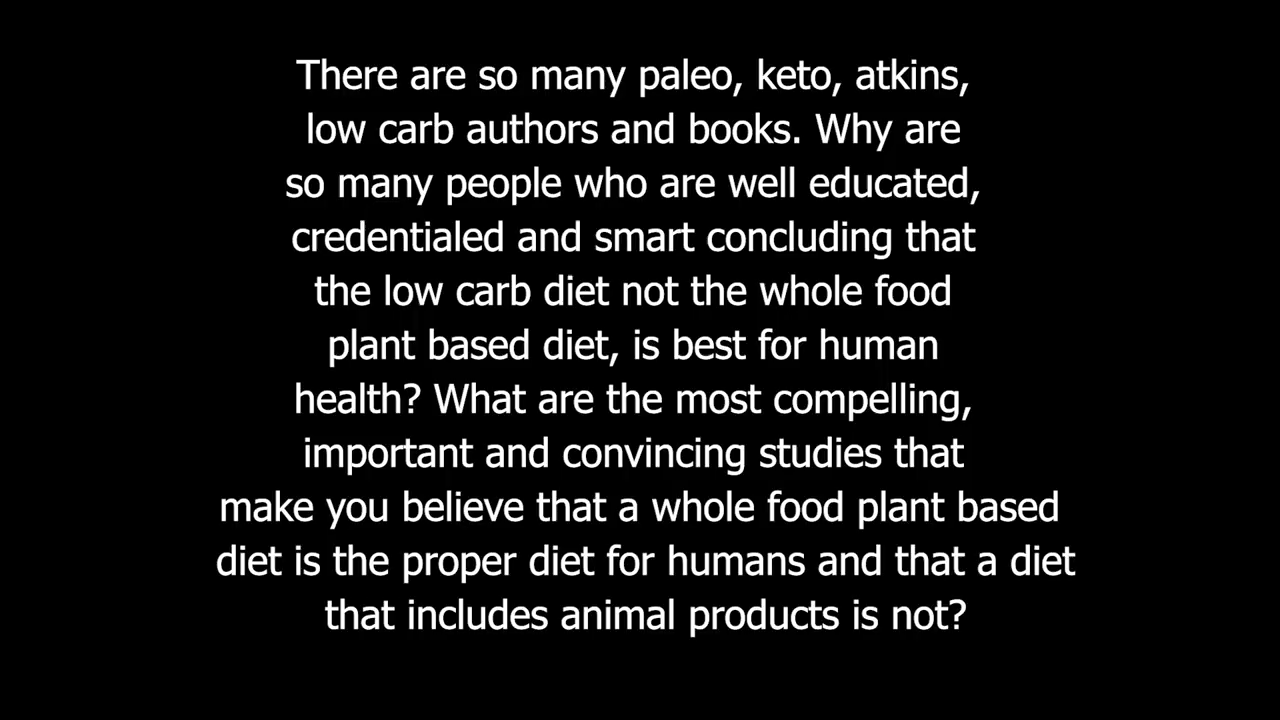 There are so many paleo, keto, atkins,
low carb authors and books. Why are
so many people who are well educated,
credentialed and smart concluding that
the low carb diet not the whole food
plant based diet, is best for human
health? What are the most compelling,
important and convincing studies that
make you believe that a whole food plant based
diet is the proper diet for humans and that a diet
that includes animal products is not?